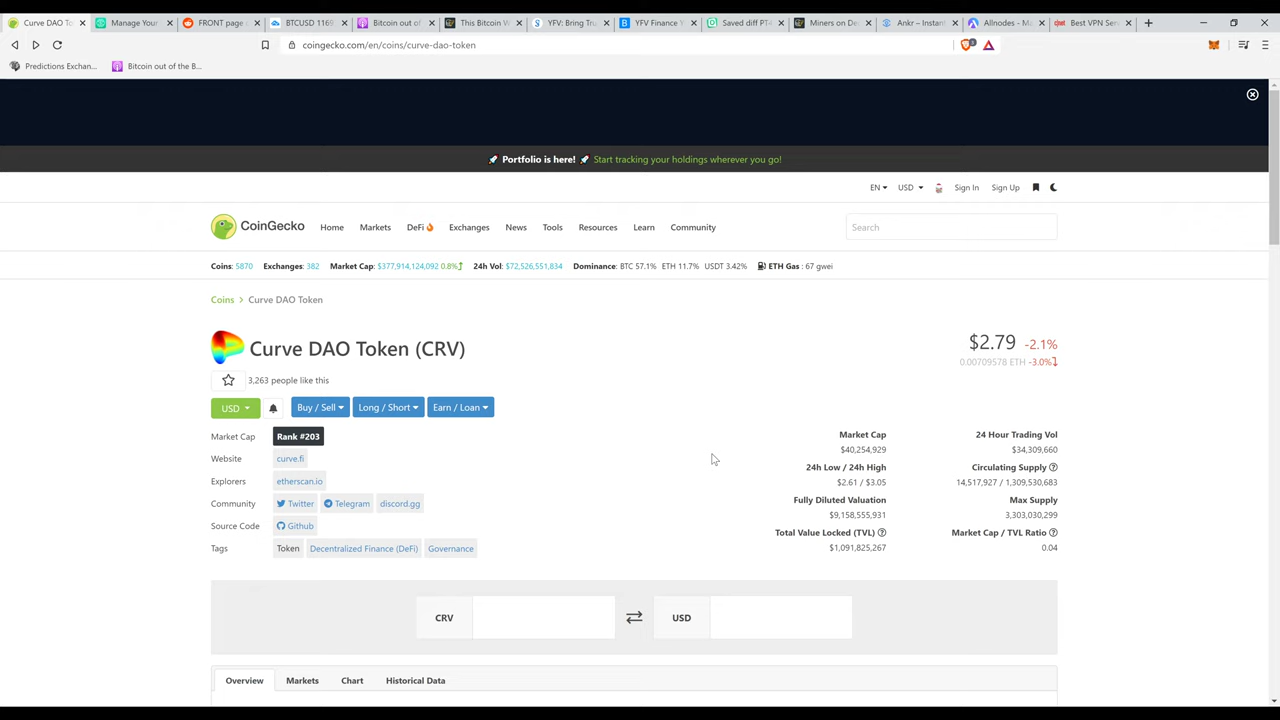 Curve DAO To
Manage Your
FRONT page
BTCUSD 1169
Bitcoin out of
This Bitcoin W
YFV: Bring Tru
YFV Finance Y
Saved diff PT
Miners on De
Ankr – Instant
Allnodes - Ma
Best VPN Serv
coingecko.com/en/coins/curve-dao-token
Predictions Exchan...
Bitcoin out of the B...
Portfolio is here! Start tracking your holdings wherever you go!
EN USD Sign In Sign Up
CoinGecko Home Markets DeFi Exchanges News Tools Resources Learn Community Search
Coins: 5870 Exchanges: 382 Market Cap: $377,914,124,092 0.8% 24h Vol: $72,526,551,834 Dominance: BTC 57.1% ETH 11.7% USDT 3.42% ETH Gas : 67 gwei
Coins > Curve DAO Token
Curve DAO Token (CRV)
$2.79 -2.1%
0.00709578 ETH -3.0%
3,263 people like this
USD Buy / Sell Long / Short Earn / Loan
Market Cap Rank #203
Website curve.fi
Explorers etherscan.io
Community Twitter Telegram discord.gg
Source Code Github
Tags Token Decentralized Finance (DeFi) Governance
Market Cap 24 Hour Trading Vol
$40,254,929 $34,309,660
24h Low / 24h High Circulating Supply
$2.61 / $3.05 14,517,927 / 1,309,530,683
Fully Diluted Valuation Max Supply
$9,158,555,931 3,303,030,299
Total Value Locked (TVL) Market Cap / TVL Ratio
$1,091,825,267 0.04
CRV USD
Overview Markets Chart Historical Data